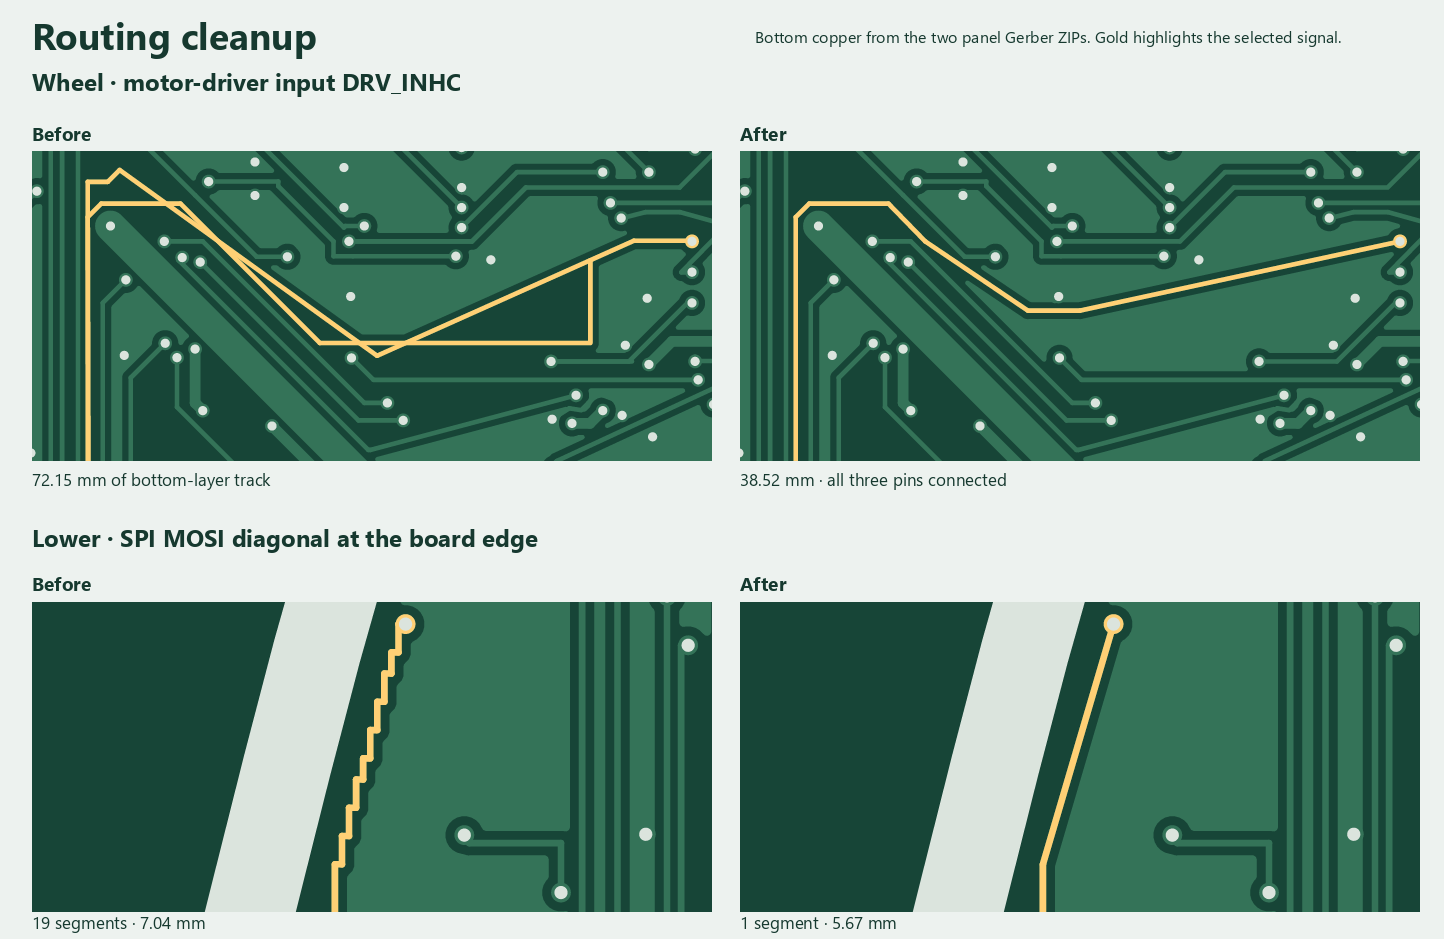 Routing cleanup
Bottom copper from the two panel Gerber ZIPs. Gold highlights the selected signal.
Wheel · motor-driver input DRV_INHC
Before
After
72.15 mm of bottom-layer track
38.52 mm · all three pins connected
Lower · SPI MOSI diagonal at the board edge
Before
After
19 segments · 7.04 mm
1 segment · 5.67 mm